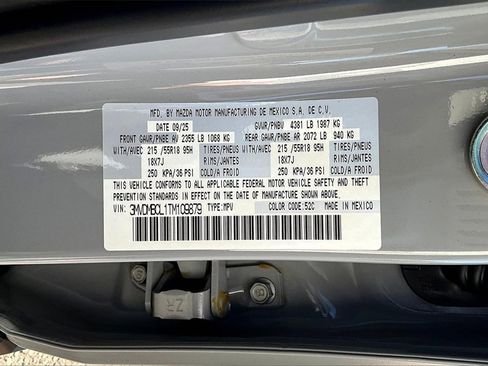 MFD. BY MAZDA MOTOR MANUFACTURING DE MEXICO S.A. DE C.V.
DATE 09/25 GVWR/PNBV 4381 LB 1987 KG
FRONT GAWR/PNBE AV 2355 LB 1068 KG REAR GAWR/PNBE AR 2072 LB 940 KG
WITH/AVEC 215/55R18 95H TIRES/PNEUS WITH/AVEC 215/55R18 95H TIRES/PNEUS
18X7J RIMS/JANTES 18X7J RIMS/JANTES
250 KPA/36 PSI COLD/A FROID 250 KPA/36 PSI COLD/A FROID
THIS VEHICLE CONFORMS TO ALL APPLICABLE FEDERAL MOTOR VEHICLE SAFETY AND THEFT
PREVENTION STANDARDS IN EFFECT ON THE DATE OF MANUFACTURE SHOWN ABOVE.
3MVDMBCL1TM109879 TYPE: MPV COLOR CODE: 52C MADE IN MEXICO
ZR